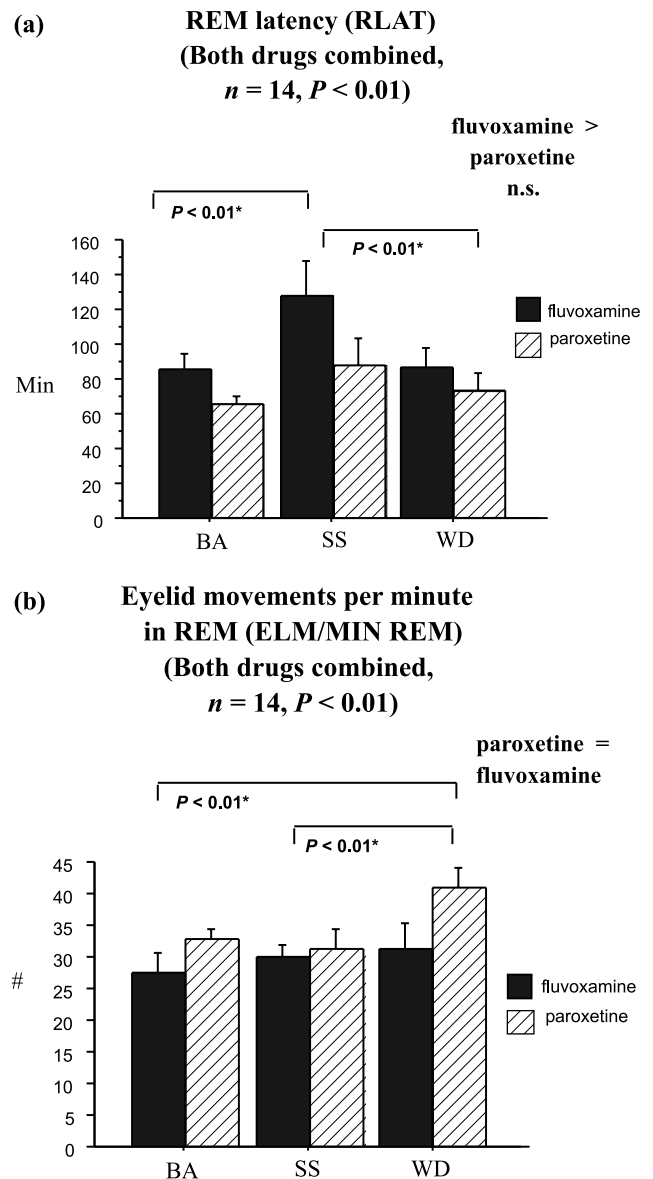 (a)
REM latency (RLAT)
(Both drugs combined,
n = 14, P < 0.01)
fluvoxamine >
paroxetine
n.s.
P < 0.01*
P < 0.01*
160
140
120
100
80
60
40
20
0
Min
fluvoxamine
paroxetine
BA SS WD
(b)
Eyelid movements per minute
in REM (ELM/MIN REM)
(Both drugs combined,
n = 14, P < 0.01)
paroxetine =
fluvoxamine
P < 0.01*
P < 0.01*
45
40
35
30
25
20
15
10
5
0
#
fluvoxamine
paroxetine
BA SS WD